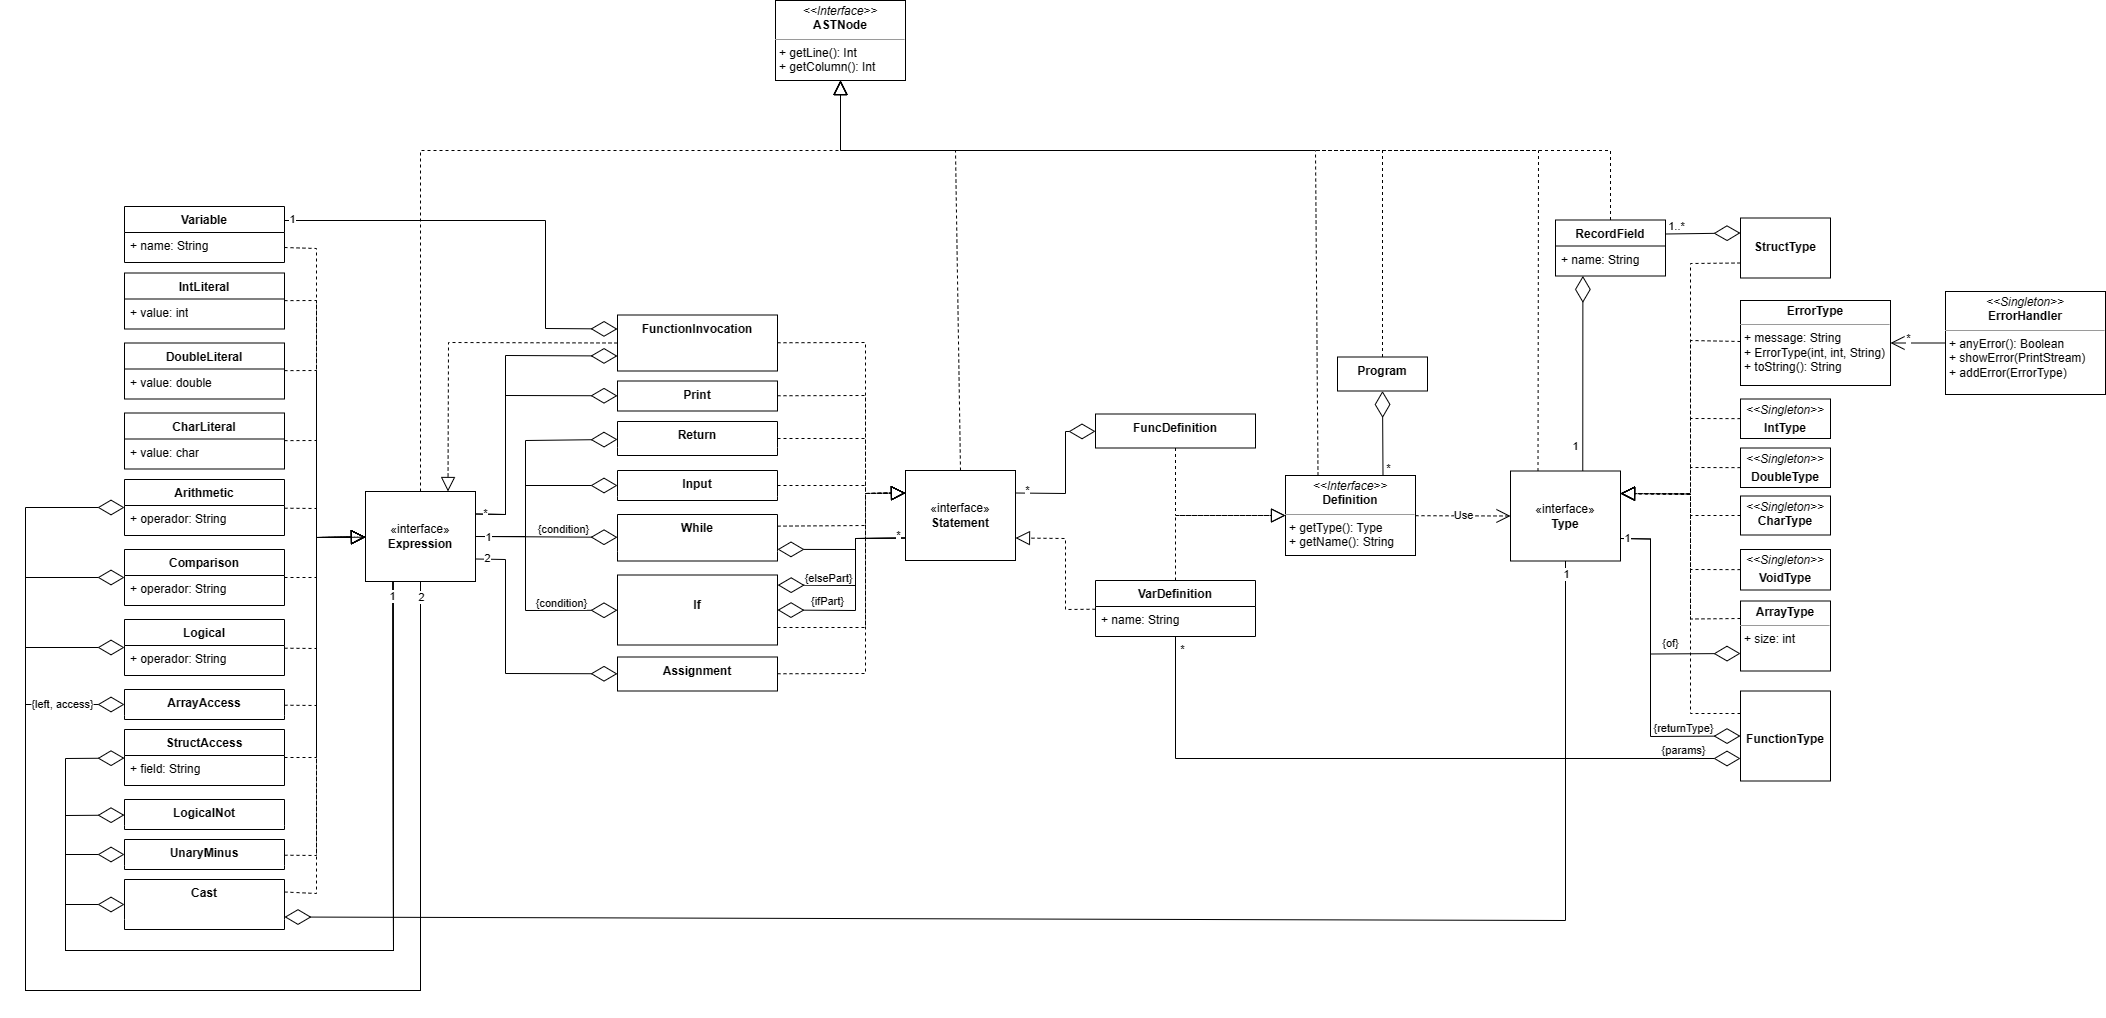 <<Interface>>
ASTNode
+ getLine(): Int
+ getColumn(): Int
Variable
+ name: String
1
IntLiteral
+ value: int
DoubleLiteral
+ value: double
CharLiteral
+ value: char
Arithmetic
+ operador: String
Comparison
+ operador: String
Logical
+ operador: String
{left, access}
ArrayAccess
StructAccess
+ field: String
LogicalNot
UnaryMinus
Cast
«interface»
Expression
*
1
2
1
2
FunctionInvocation
Print
Return
Input
{condition}
While
{condition}
If
{elsePart}
{ifPart}
Assignment
*
«interface»
Statement
*
FuncDefinition
VarDefinition
+ name: String
*
Program
*
<<Interface>>
Definition
+ getType(): Type
+ getName(): String
Use
RecordField
+ name: String
1..*
1
«interface»
Type
1
1
StructType
ErrorType
+ message: String
+ ErrorType(int, int, String)
+ toString(): String
*
<<Singleton>>
ErrorHandler
+ anyError(): Boolean
+ showError(PrintStream)
+ addError(ErrorType)
<<Singleton>>
IntType
<<Singleton>>
DoubleType
<<Singleton>>
CharType
<<Singleton>>
VoidType
ArrayType
+ size: int
{of}
{returnType}
{params}
FunctionType